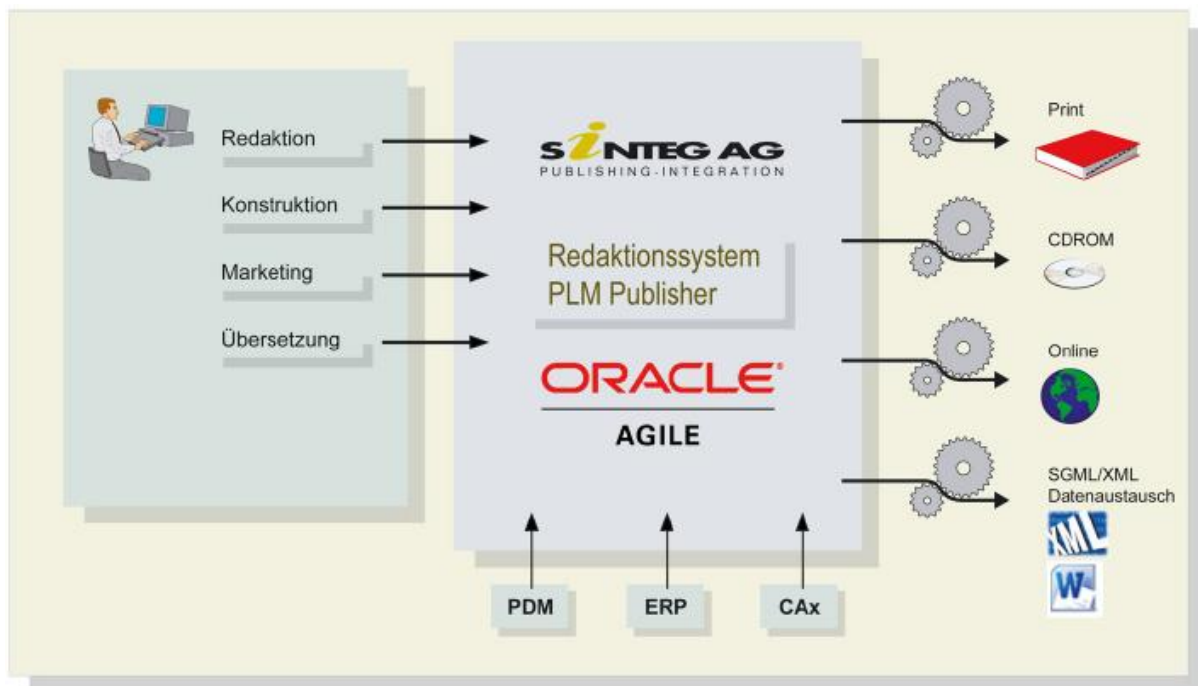 Redaktion
Konstruktion
Marketing
Übersetzung
SiNTEG AG
PUBLISHING-INTEGRATION
Redaktionssystem
PLM Publisher
ORACLE®
AGILE
PDM
ERP
CAx
Print
CDROM
Online
SGML/XML
Datenaustausch
XML
W